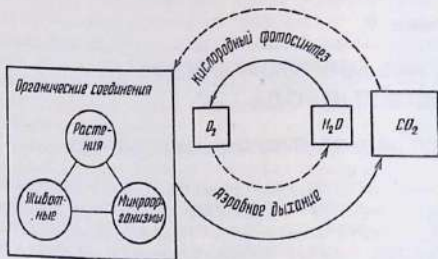 Кислородный фотосинтез
Органические соединения
Расте-
ния
Живот-
ные
Микроор-
ганизмы
O₂
H₂O
CO₂
Аэробное дыхание